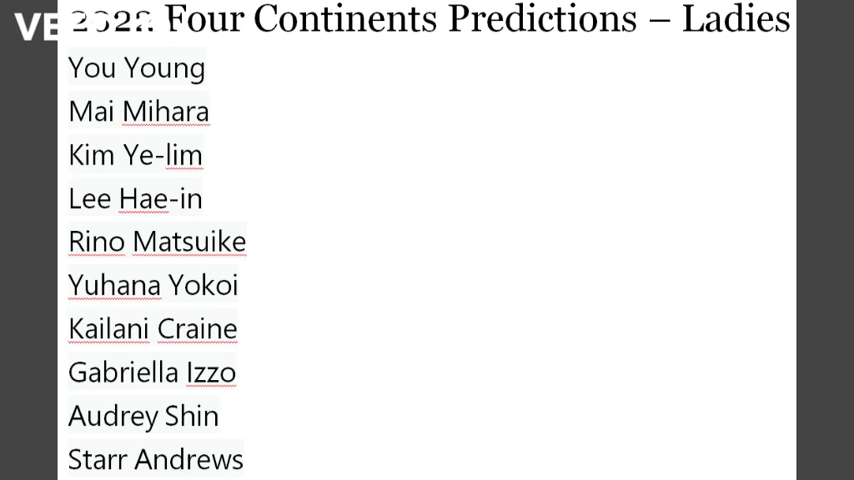 2022 Four Continents Predictions – Ladies
You Young
Mai Mihara
Kim Ye-lim
Lee Hae-in
Rino Matsuike
Yuhana Yokoi
Kailani Craine
Gabriella Izzo
Audrey Shin
Starr Andrews